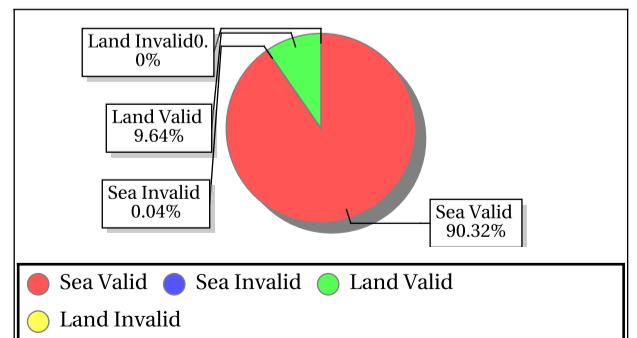 Land Invalid0.
0%
Land Valid
9.64%
Sea Invalid
0.04%
Sea Valid
90.32%
Sea Valid Sea Invalid Land Valid
Land Invalid